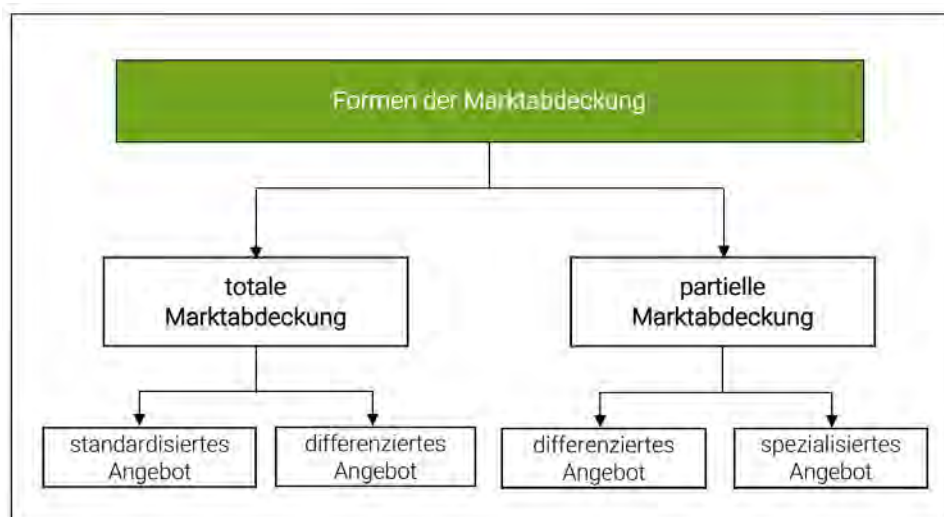 Formen der Marktabdeckung
totale
Marktabdeckung
partielle
Marktabdeckung
standardisiertes
Angebot
differenziertes
Angebot
differenziertes
Angebot
spezialisiertes
Angebot